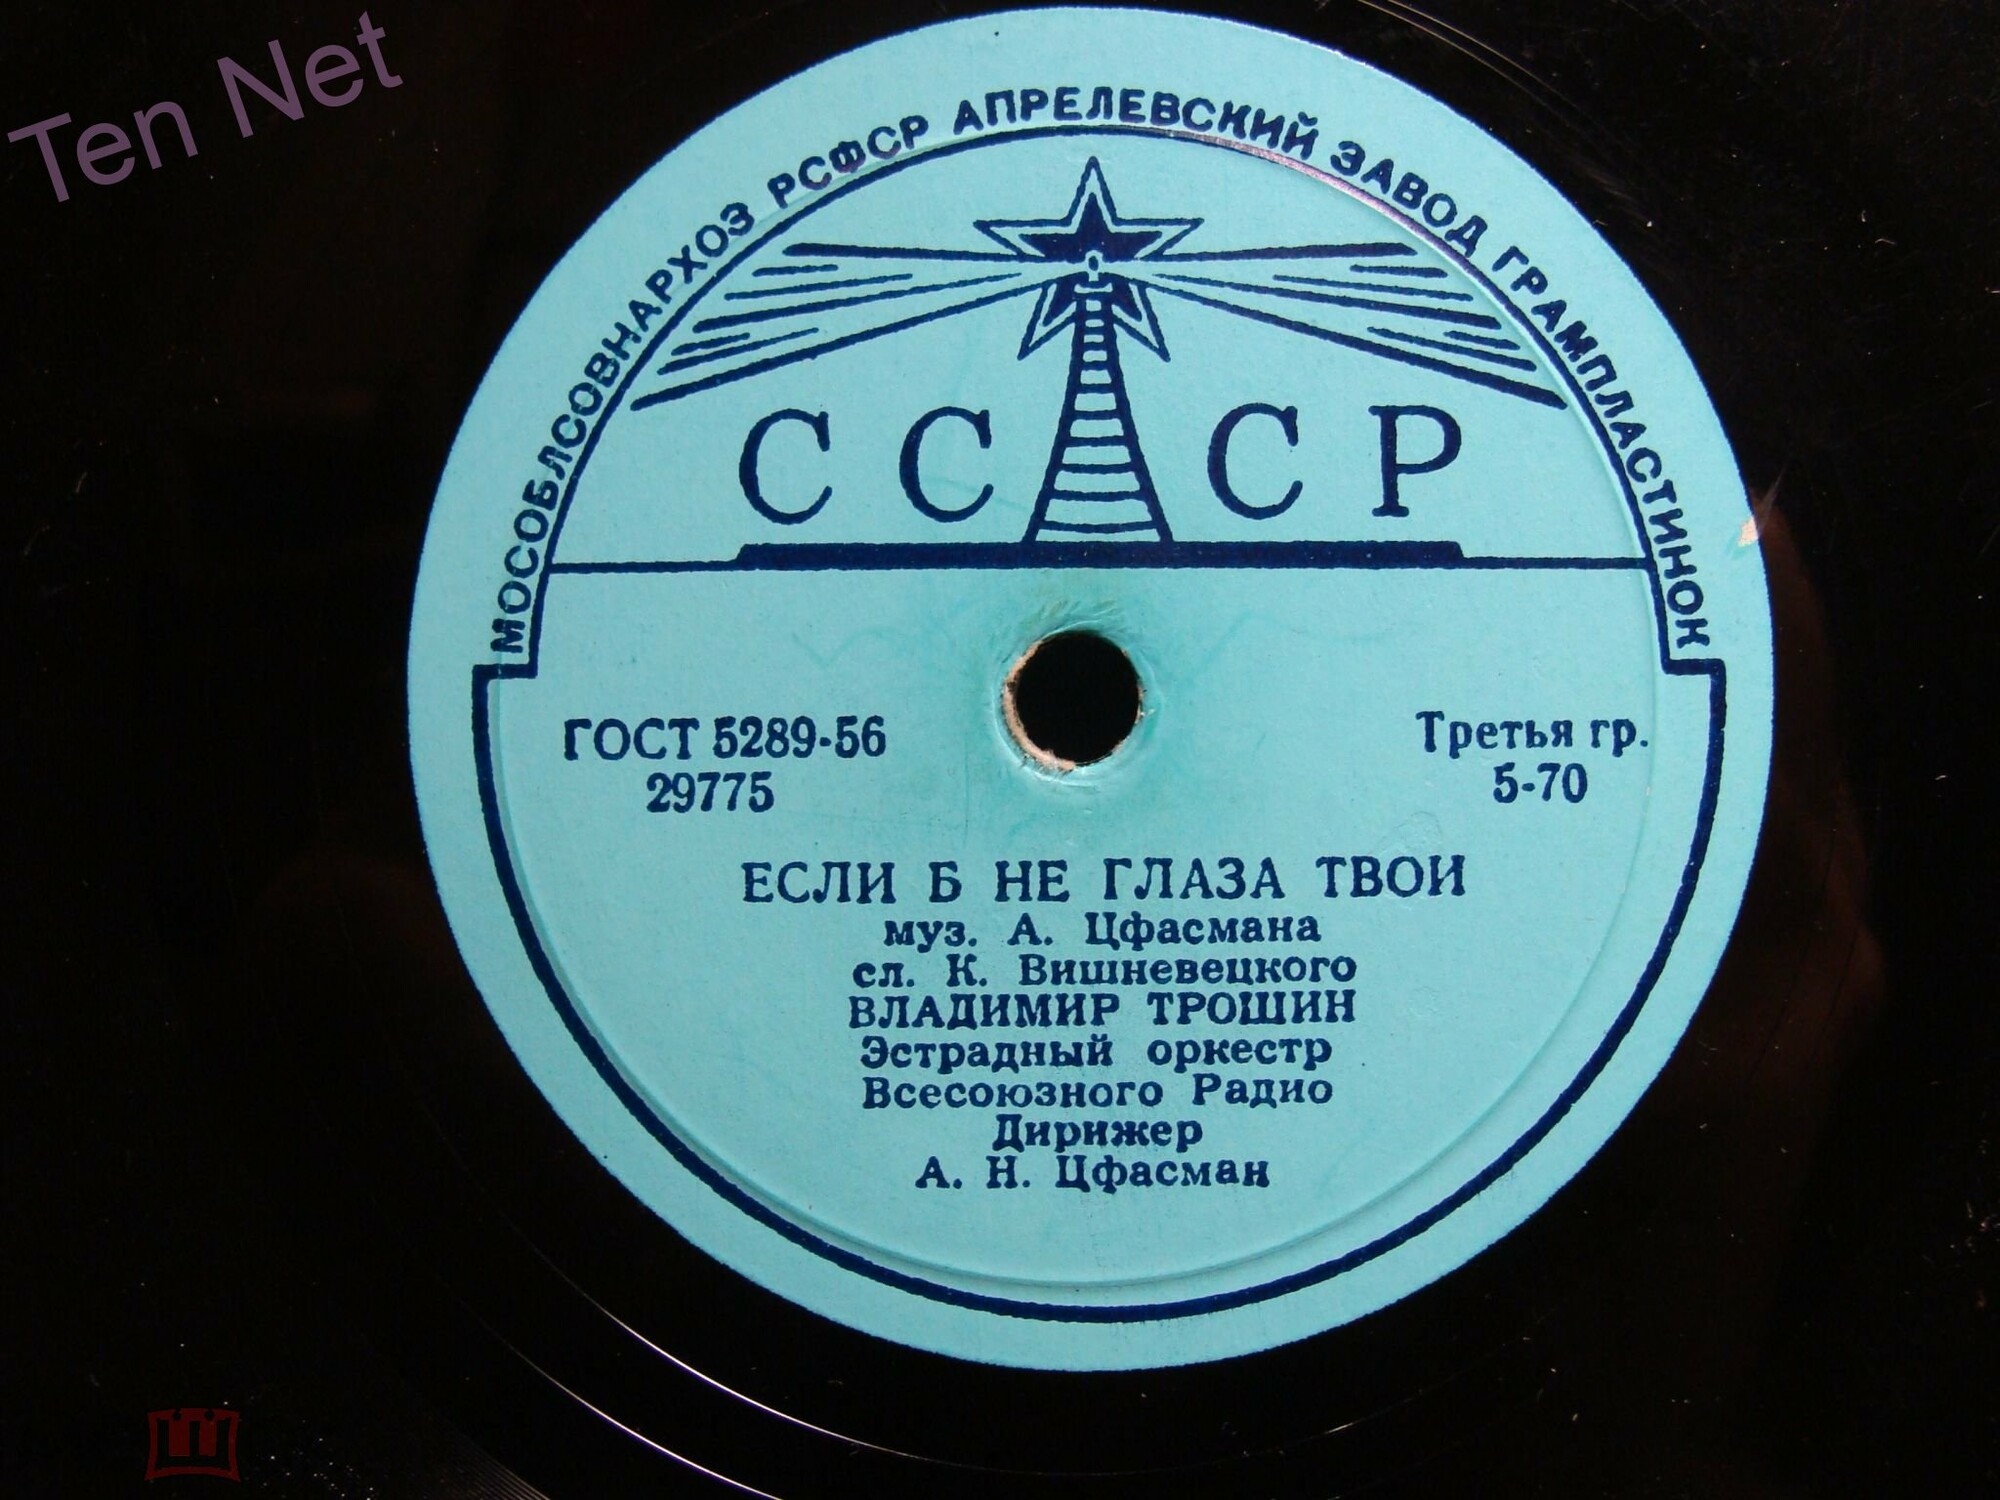 Ten Net
МОСОБЛСОВНАРХОЗ РСФСР АПРЕЛЕВСКИЙ ЗАВОД ГРАМПЛАСТИНОК
СССР
ГОСТ 5289-56
29775
Третья гр.
5-70
ЕСЛИ Б НЕ ГЛАЗА ТВОИ
муз. А. Цфасмана
сл. К. Вишневецкого
ВЛАДИМИР ТРОШИН
Эстрадный оркестр
Всесоюзного Радио
Дирижер
А. Н. Цфасман